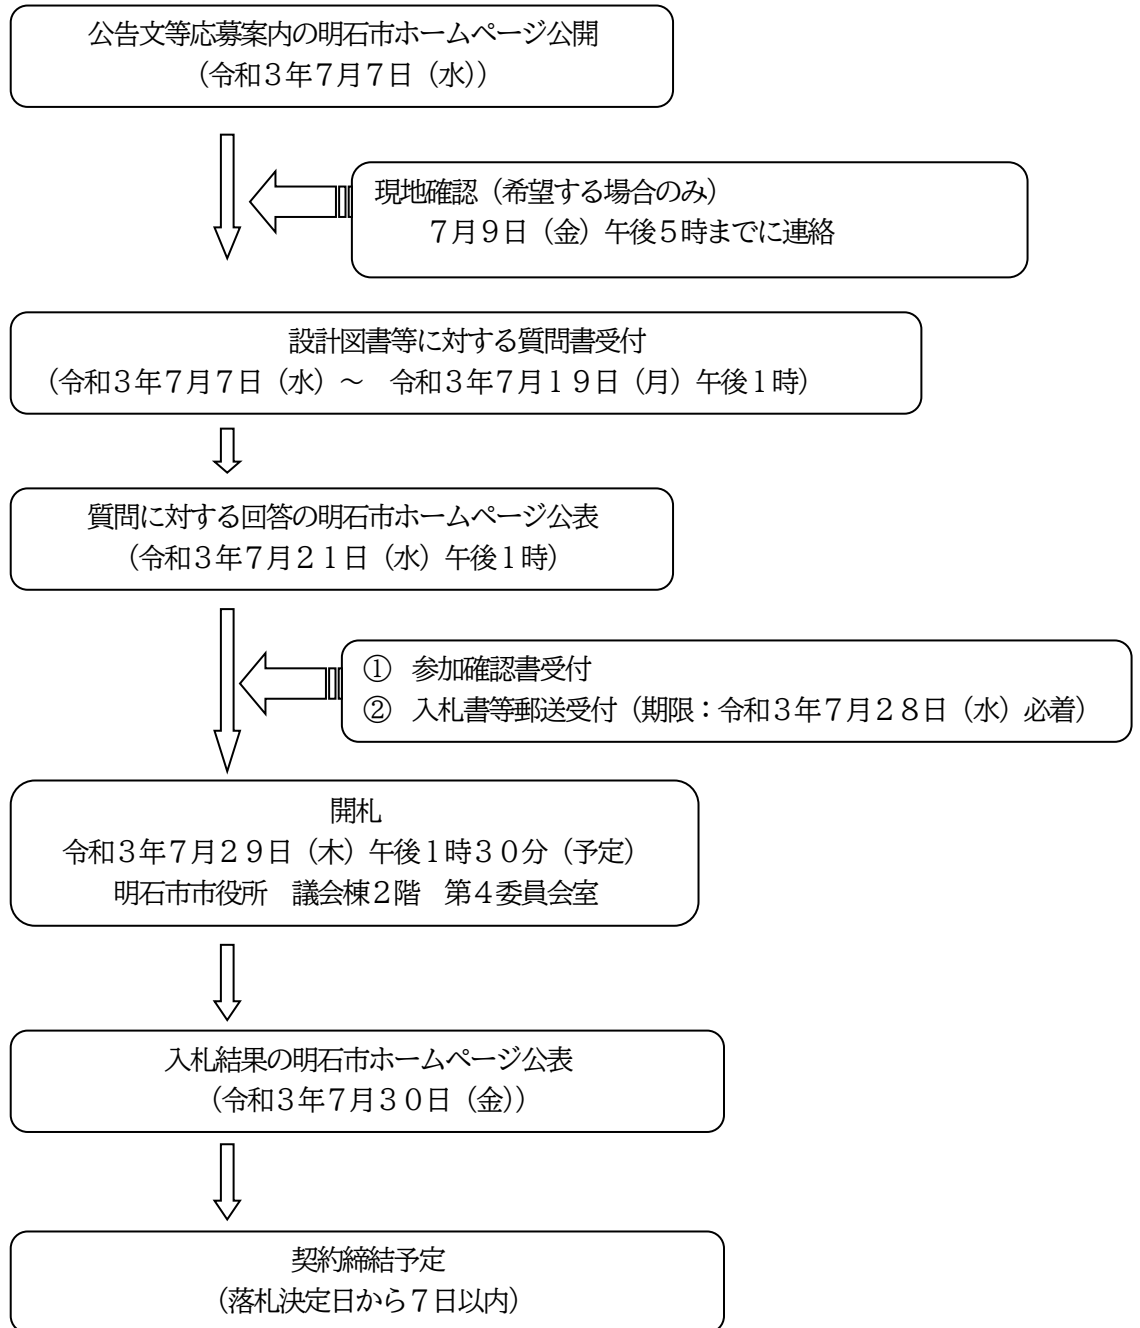 公告文等応募案内の明石市ホームページ公開
（令和３年７月７日（水））
現地確認（希望する場合のみ）
７月９日（金）午後５時までに連絡
設計図書等に対する質問書受付
（令和３年７月７日（水）～　令和３年７月１９日（月）午後１時）
質問に対する回答の明石市ホームページ公表
（令和３年７月２１日（水）午後１時）
①　参加確認書受付
②　入札書等郵送受付（期限：令和３年７月２８日（水）必着）
開札
令和３年７月２９日（木）午後１時３０分（予定）
明石市市役所　議会棟２階　第４委員会室
入札結果の明石市ホームページ公表
（令和３年７月３０日（金））
契約締結予定
（落札決定日から７日以内）